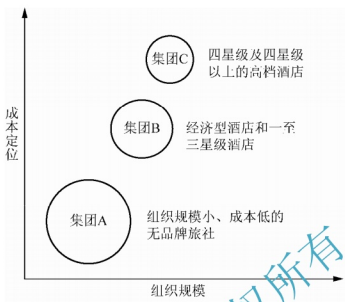 集团C
四星级及四星级
以上的高档酒店
成本定位
集团B
经济型酒店和一至
三星级酒店
集团A
组织规模小、成本低的
无品牌旅社
组织规模
所有